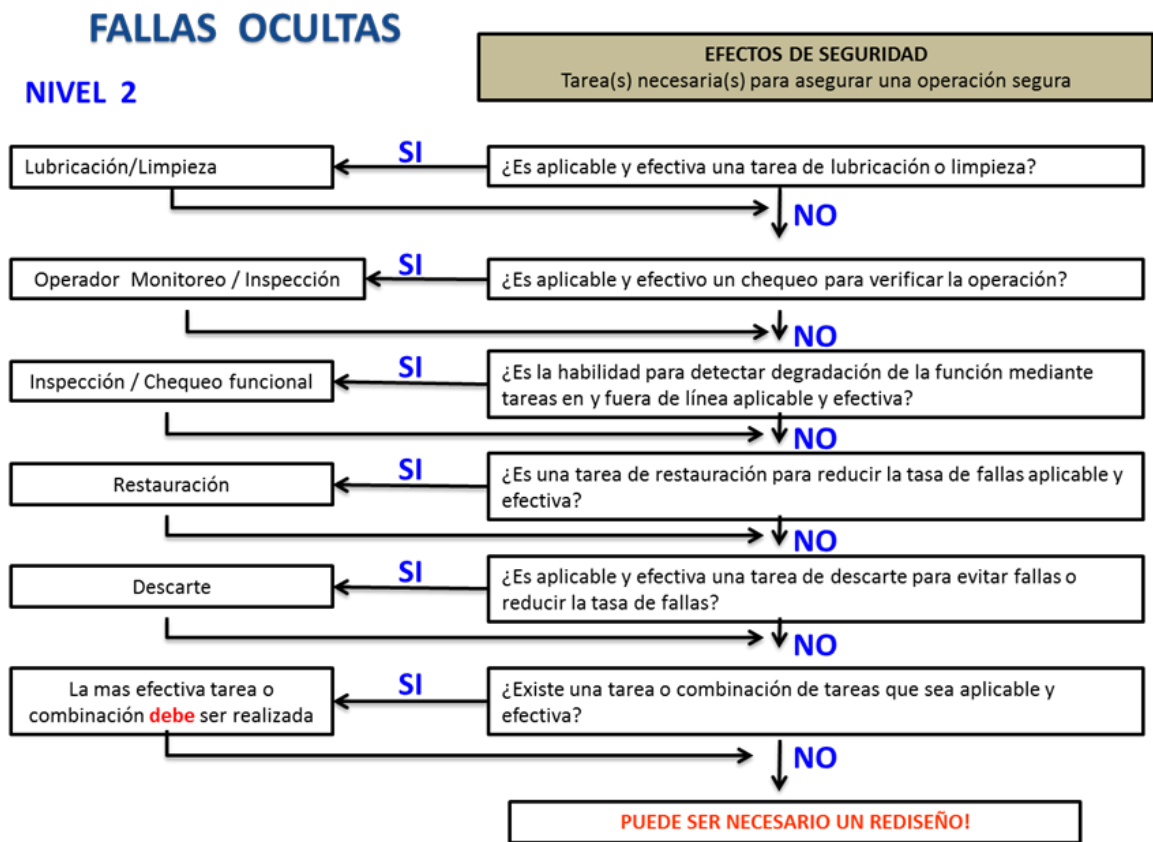 FALLAS OCULTAS
EFECTOS DE SEGURIDAD
Tarea(s) necesaria(s) para asegurar una operación segura
NIVEL 2
Lubricación/Limpieza
SI
¿Es aplicable y efectiva una tarea de lubricación o limpieza?
NO
Operador Monitoreo / Inspección
SI
¿Es aplicable y efectivo un chequeo para verificar la operación?
NO
Inspección / Chequeo funcional
SI
¿Es la habilidad para detectar degradación de la función mediante
tareas en y fuera de línea aplicable y efectiva?
NO
Restauración
SI
¿Es una tarea de restauración para reducir la tasa de fallas aplicable y
efectiva?
NO
Descarte
SI
¿Es aplicable y efectiva una tarea de descarte para evitar fallas o
reducir la tasa de fallas?
NO
La mas efectiva tarea o
combinación debe ser realizada
SI
¿Existe una tarea o combinación de tareas que sea aplicable y
efectiva?
NO
PUEDE SER NECESARIO UN REDISEÑO!